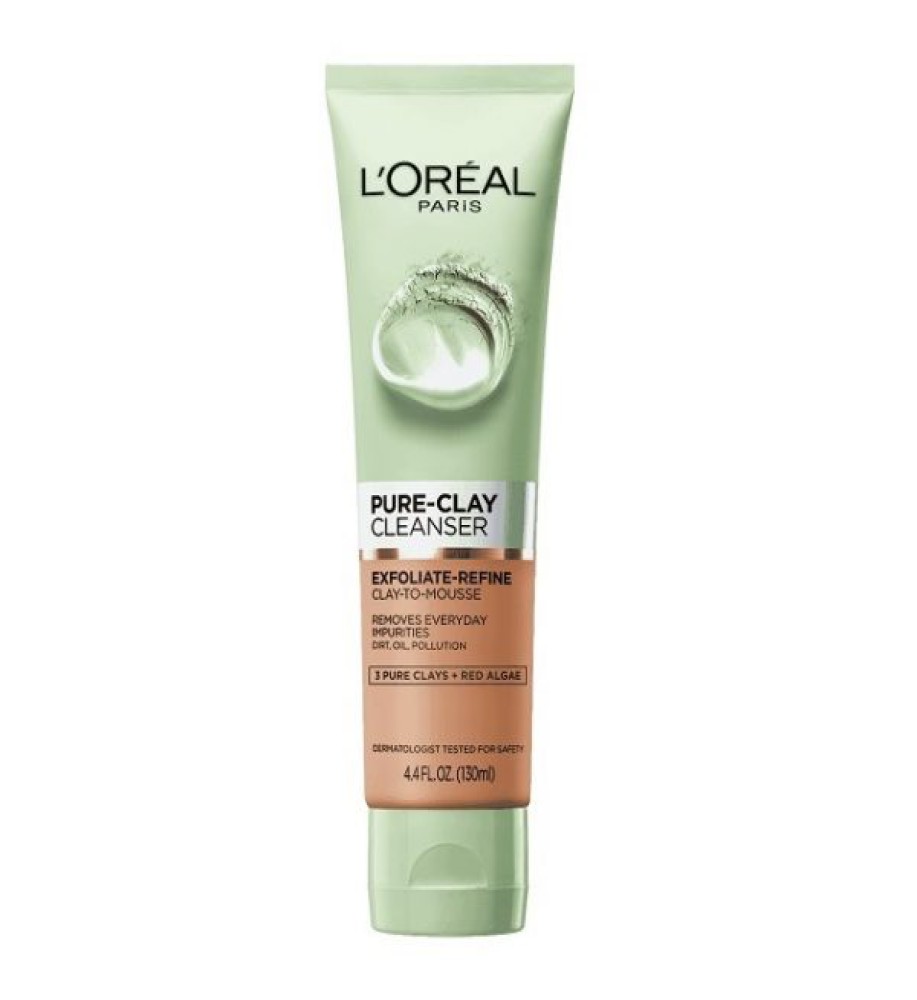 L'ORÉAL
PARiS
PURE-CLAY
CLEANSER
EXFOLIATE-REFINE
CLAY-TO-MOUSSE
REMOVES EVERYDAY
IMPURITIES
DIRT, OIL, POLLUTION
3 PURE CLAYS + RED ALGAE
DERMATOLOGIST TESTED FOR SAFETY
4.4 FL. OZ. (130ml)